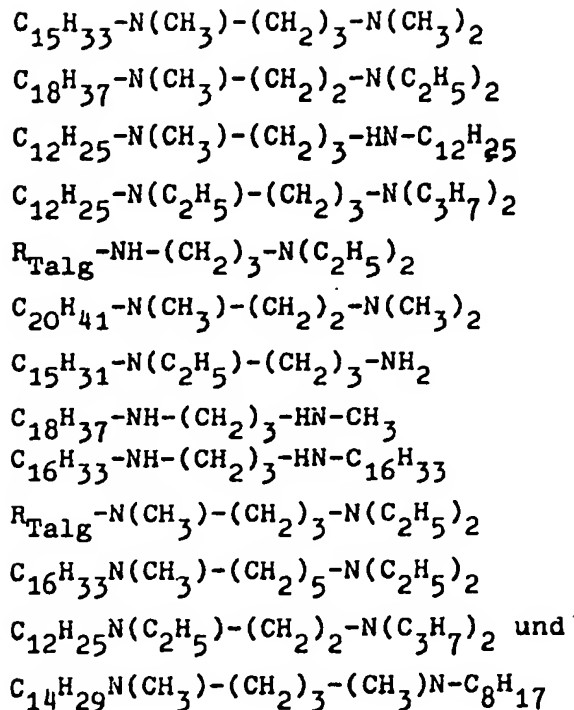 C15H33-N(CH3)-(CH2)3-N(CH3)2
C18H37-N(CH3)-(CH2)2-N(C2H5)2
C12H25-N(CH3)-(CH2)3-HN-C12H25
C12H25-N(C2H5)-(CH2)3-N(C3H7)2
RTalg-NH-(CH2)3-N(C2H5)2
C20H41-N(CH3)-(CH2)2-N(CH3)2
C15H31-N(C2H5)-(CH2)3-NH2
C18H37-NH-(CH2)3-HN-CH3
C16H33-NH-(CH2)3-HN-C16H33
RTalg-N(CH3)-(CH2)3-N(C2H5)2
C16H33N(CH3)-(CH2)5-N(C2H5)2
C12H25N(C2H5)-(CH2)2-N(C3H7)2 und
C14H29N(CH3)-(CH2)3-(CH3)N-C8H17